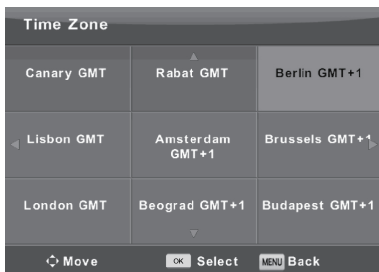 Time Zone
Canary GMT
Rabat GMT
Berlin GMT+1
Lisbon GMT
Amsterdam
GMT+1
Brussels GMT+1
London GMT
Beograd GMT+1
Budapest GMT+1
Move
OK Select
MENU Back